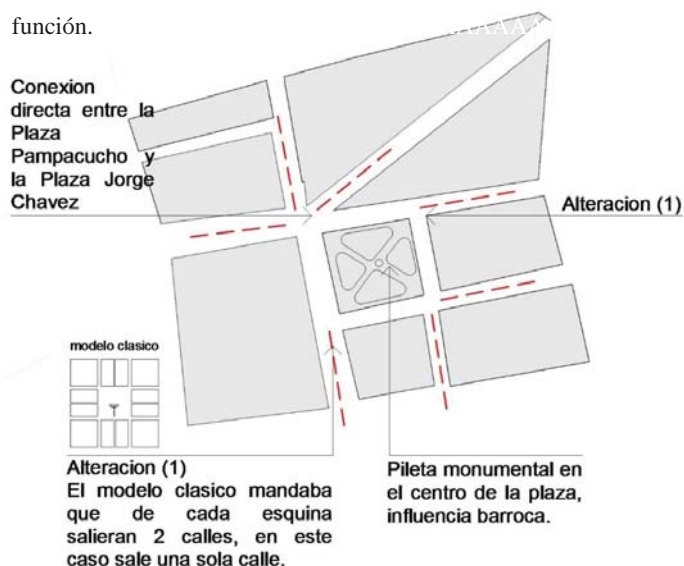 función.
AAAAAA
Conexion
directa entre la
Plaza
Pampacucho y
la Plaza Jorge
Chavez
Alteracion (1)
modelo clasico
Alteracion (1)
El modelo clasico mandaba
que de cada esquina
salieran 2 calles, en este
caso sale una sola calle.
Pileta monumental en
el centro de la plaza,
influencia barroca.